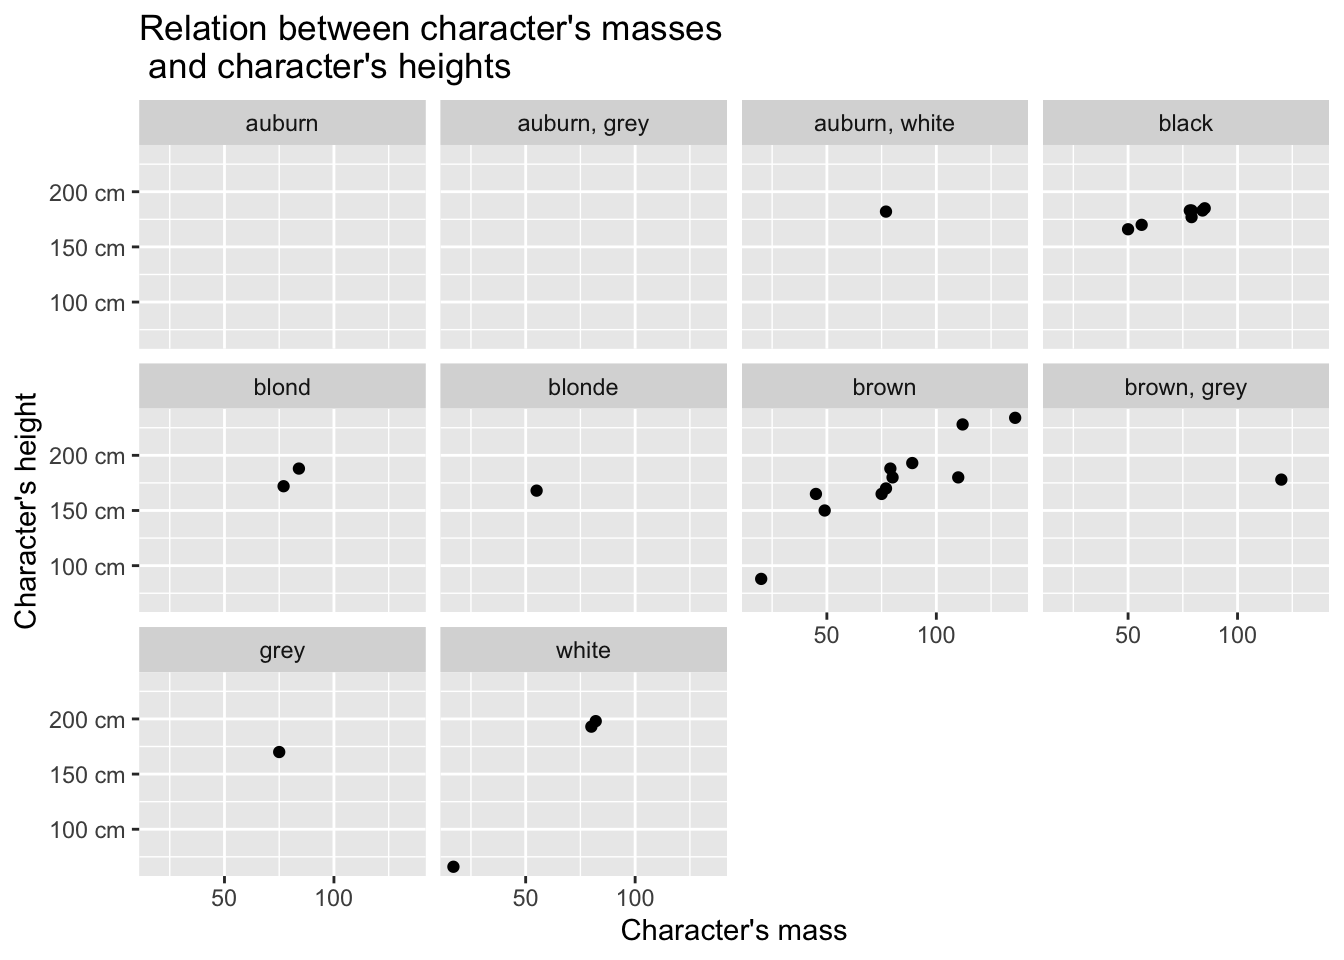 Relation between character's masses
and character's heights
auburn
auburn, grey
auburn, white
black
200 cm
150 cm
100 cm
blond
blonde
brown
brown, grey
200 cm
150 cm
100 cm
50
100
50
100
grey
white
200 cm
150 cm
100 cm
50
100
50
100
Character's mass
Character's height